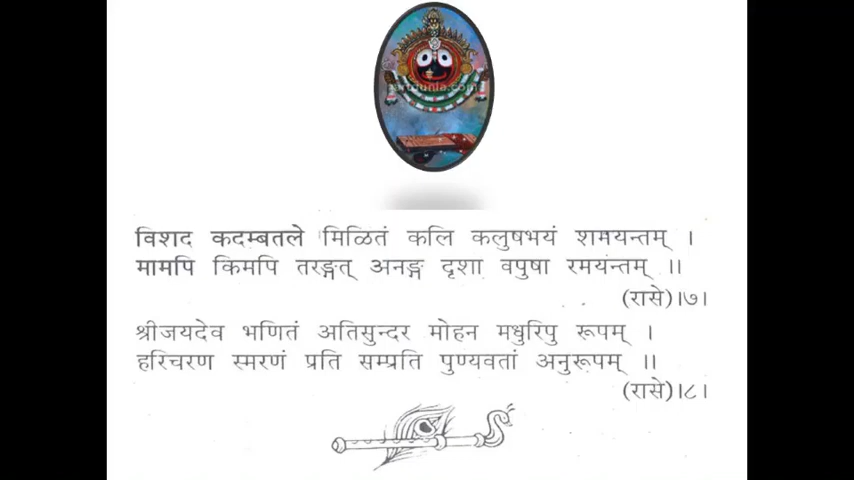 विशद कदम्बतले मिळितं कलि कलुषभयं शमयन्तम् ।
मामपि किमपि तरङ्गत् अनङ्ग दृशा वपुषा रमयन्तम् ॥
(रासे)।७।
श्रीजयदेव भणितं अतिसुन्दर मोहन मधुरिपु रूपम् ।
हरिचरण स्मरणं प्रति सम्प्रति पुण्यवतां अनुरूपम् ॥
(रासे)।८।